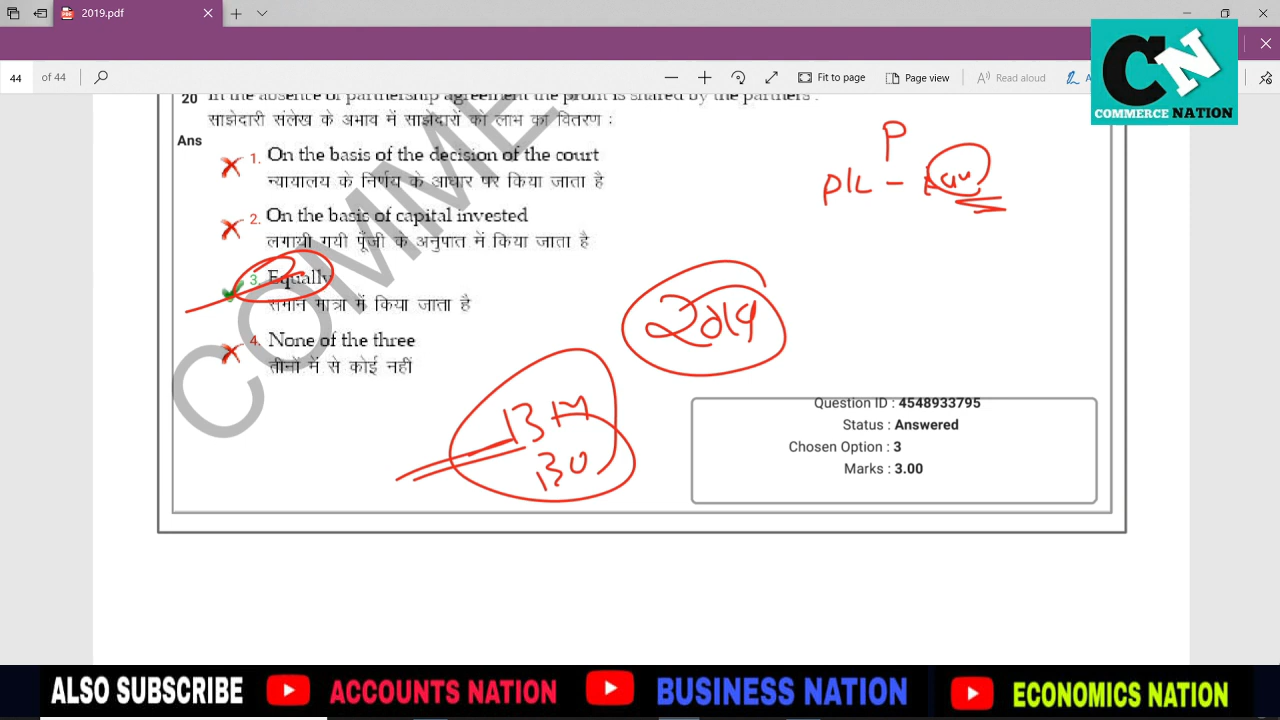 2019.pdf
44 of 44
Fit to page Page view Read aloud
CN
COMMERCE NATION
20 In the absence of partnership agreement the profit is shared by the partners :
साझेदारी संलेख के अभाव में साझेदारों को लाभ का वितरण :
Ans
1. On the basis of the decision of the court
न्यायालय के निर्णय के आधार पर किया जाता है
2. On the basis of capital invested
लगायी गयी पूँजी के अनुपात में किया जाता है
3. Equally
समान मात्रा में किया जाता है
4. None of the three
तीनों में से कोई नहीं
P
2019
Question ID : 4548933795
Status : Answered
Chosen Option : 3
Marks : 3.00
COMME
ALSO SUBSCRIBE ACCOUNTS NATION BUSINESS NATION ECONOMICS NATION